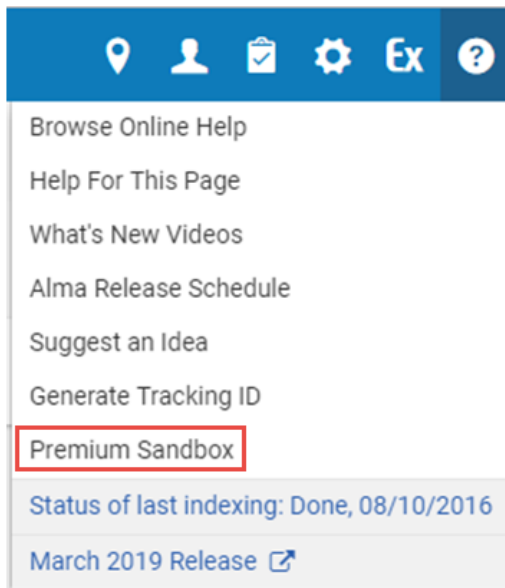 Ex ?
Browse Online Help
Help For This Page
What's New Videos
Alma Release Schedule
Suggest an Idea
Generate Tracking ID
Premium Sandbox
Status of last indexing: Done, 08/10/2016
March 2019 Release